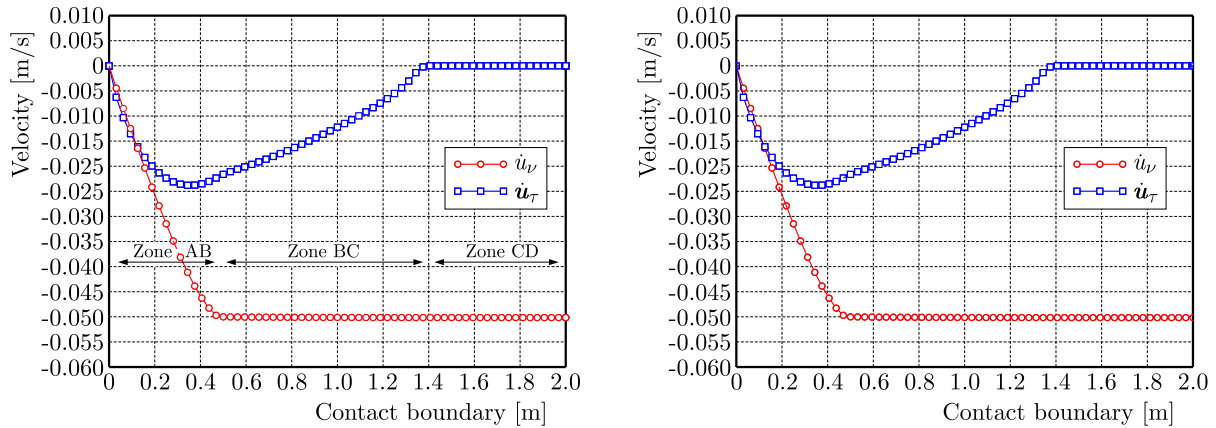 0.010
0.005
0
-0.005
-0.010
-0.015
-0.020
-0.025
-0.030
-0.035
-0.040
-0.045
-0.050
-0.055
-0.060
Velocity [m/s]
u̇ν
u̇τ
Zone AB
Zone BC
Zone CD
0 0.2 0.4 0.6 0.8 1.0 1.2 1.4 1.6 1.8 2.0
Contact boundary [m]
0.010
0.005
0
-0.005
-0.010
-0.015
-0.020
-0.025
-0.030
-0.035
-0.040
-0.045
-0.050
-0.055
-0.060
Velocity [m/s]
u̇ν
u̇τ
0 0.2 0.4 0.6 0.8 1.0 1.2 1.4 1.6 1.8 2.0
Contact boundary [m]